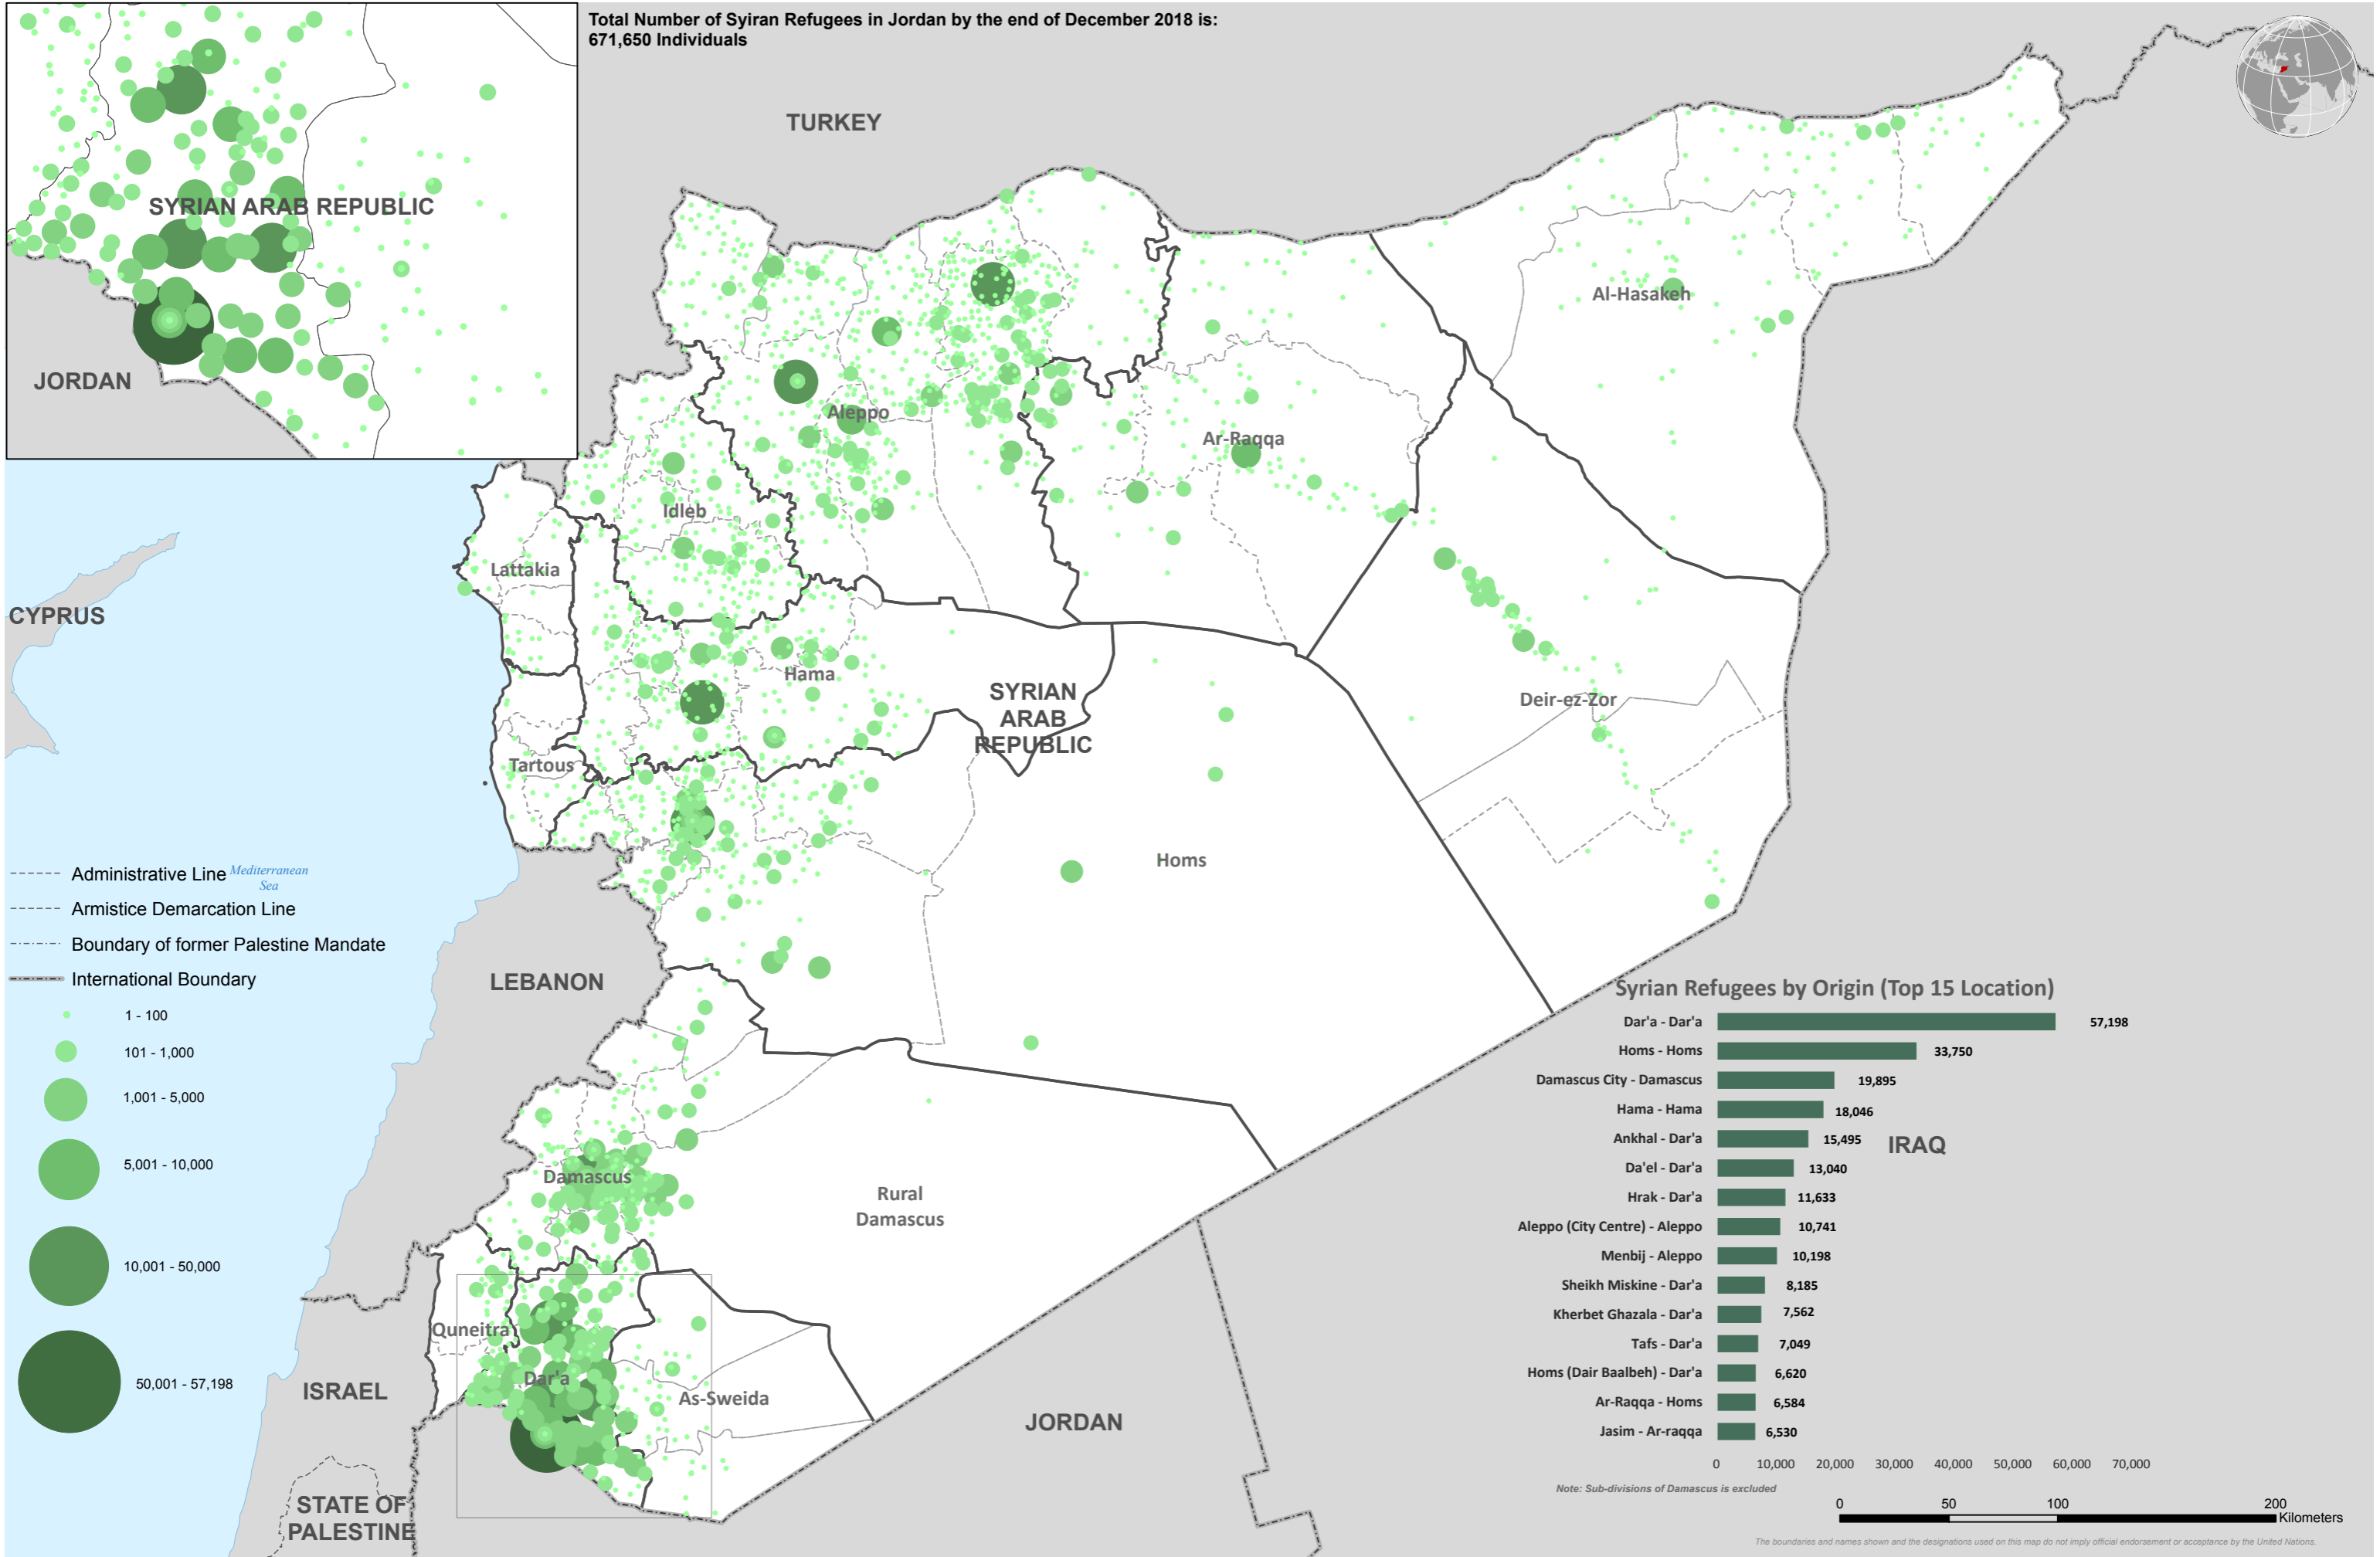 Total Number of Syiran Refugees in Jordan by the end of December 2018 is:
671,650 Individuals
SYRIAN ARAB REPUBLIC
JORDAN
TURKEY
Al-Hasakeh
Aleppo
Ar-Raqqa
Idleb
Lattakia
CYPRUS
Hama
SYRIAN
ARAB
REPUBLIC
Deir-ez-Zor
Tartous
Homs
Administrative Line
Mediterranean
Sea
Armistice Demarcation Line
Boundary of former Palestine Mandate
International Boundary
1 - 100
101 - 1,000
1,001 - 5,000
5,001 - 10,000
10,001 - 50,000
50,001 - 57,198
LEBANON
Damascus
Rural
Damascus
Quneitra
Dar'a
As-Sweida
ISRAEL
JORDAN
STATE OF
PALESTINE
IRAQ
Syrian Refugees by Origin (Top 15 Location)
Dar'a - Dar'a 57,198
Homs - Homs 33,750
Damascus City - Damascus 19,895
Hama - Hama 18,046
Ankhal - Dar'a 15,495
Da'el - Dar'a 13,040
Hrak - Dar'a 11,633
Aleppo (City Centre) - Aleppo 10,741
Menbij - Aleppo 10,198
Sheikh Miskine - Dar'a 8,185
Kherbet Ghazala - Dar'a 7,562
Tafs - Dar'a 7,049
Homs (Dair Baalbeh) - Dar'a 6,620
Ar-Raqqa - Homs 6,584
Jasim - Ar-raqqa 6,530
0 10,000 20,000 30,000 40,000 50,000 60,000 70,000
Note: Sub-divisions of Damascus is excluded
0 50 100 200
Kilometers
The boundaries and names shown and the designations used on this map do not imply official endorsement or acceptance by the United Nations.